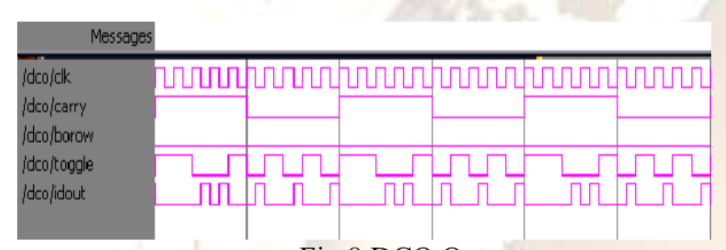 Messages
/dco/clk
/dco/carry
/dco/borow
/dco/toggle
/dco/idout